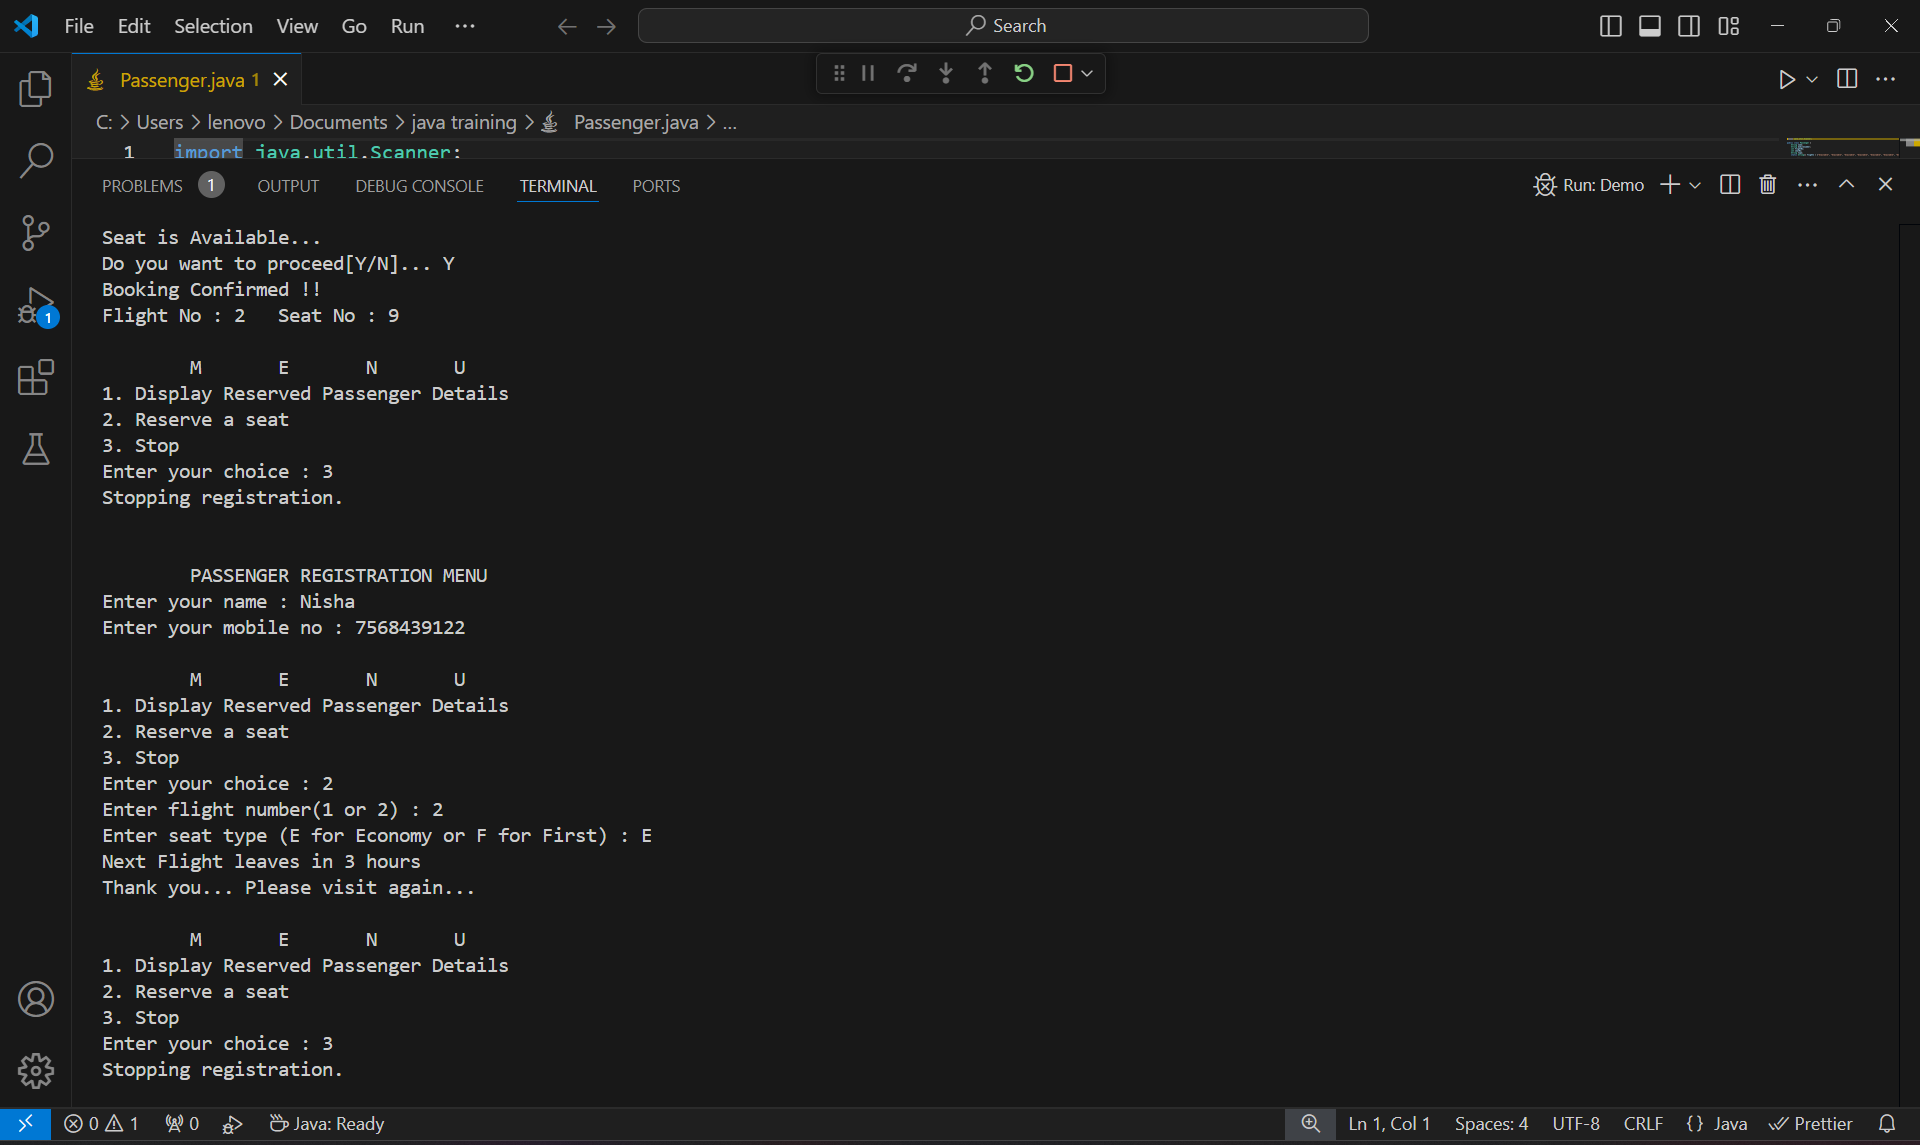 File Edit Selection View Go Run ··· Search
Passenger.java 1
C: > Users > lenovo > Documents > java training > Passenger.java > ...
1 import java.util.Scanner;
PROBLEMS 1 OUTPUT DEBUG CONSOLE TERMINAL PORTS Run: Demo
Seat is Available...
Do you want to proceed[Y/N]... Y
Booking Confirmed !!
Flight No : 2   Seat No : 9
M       E       N       U
1. Display Reserved Passenger Details
2. Reserve a seat
3. Stop
Enter your choice : 3
Stopping registration.
PASSENGER REGISTRATION MENU
Enter your name : Nisha
Enter your mobile no : 7568439122
M       E       N       U
1. Display Reserved Passenger Details
2. Reserve a seat
3. Stop
Enter your choice : 2
Enter flight number(1 or 2) : 2
Enter seat type (E for Economy or F for First) : E
Next Flight leaves in 3 hours
Thank you... Please visit again...
M       E       N       U
1. Display Reserved Passenger Details
2. Reserve a seat
3. Stop
Enter your choice : 3
Stopping registration.
1
0 1 0 Java: Ready Ln 1, Col 1 Spaces: 4 UTF-8 CRLF {} Java Prettier